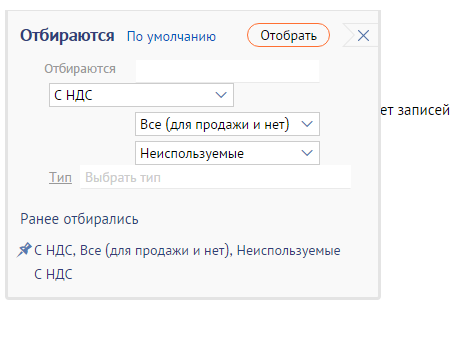 Отбираются По умолчанию Отобрать
Отбираются
С НДС
ет записей
Все (для продажи и нет)
Неиспользуемые
Тип Выбрать тип
Ранее отбирались
С НДС, Все (для продажи и нет), Неиспользуемые
С НДС